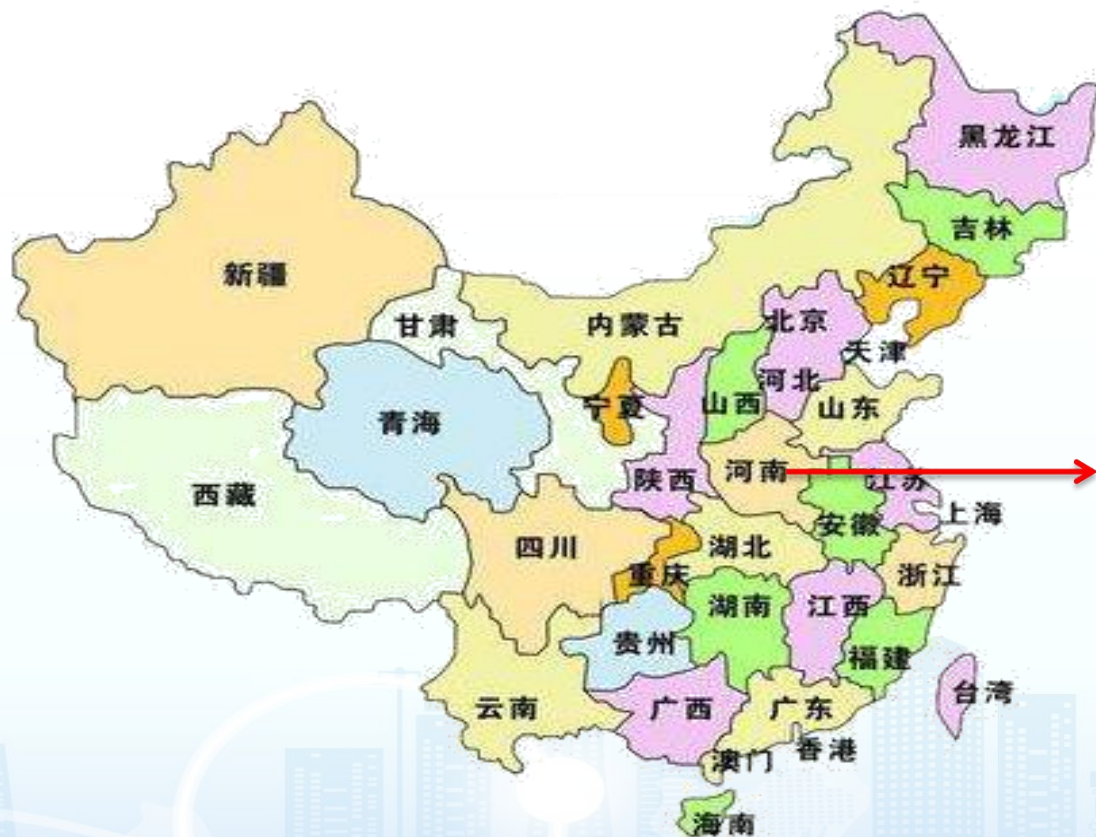 黑龙江
吉林
辽宁
新疆
甘肃
内蒙古
北京
天津
河北
山西
山东
宁夏
青海
陕西
河南
江苏
西藏
上海
安徽
四川
湖北
重庆
浙江
湖南
江西
贵州
福建
台湾
云南
广西
广东
香港
澳门
海南